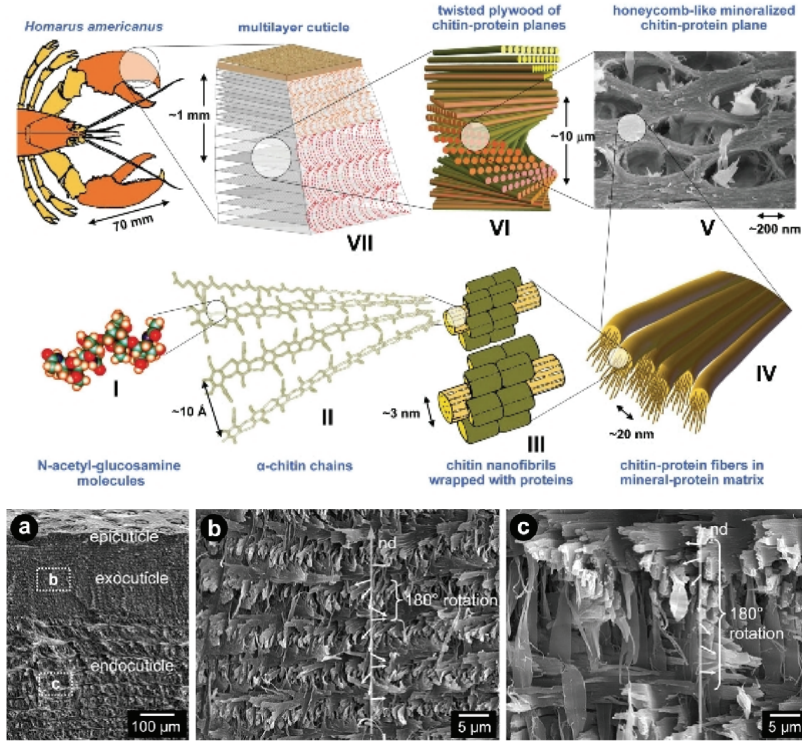 Homarus americanus
multilayer cuticle
twisted plywood of
chitin-protein planes
honeycomb-like mineralized
chitin-protein plane
~1 mm
~10 μm
70 mm
VII
VI
V
~200 nm
I
~10 Å
II
~3 nm
III
~20 nm
IV
N-acetyl-glucosamine
molecules
α-chitin chains
chitin nanofibrils
wrapped with proteins
chitin-protein fibers in
mineral-protein matrix
a
epicuticle
b
exocuticle
endocuticle
c
100 μm
b
nd
180° rotation
5 μm
c
nd
180°
rotation
5 μm